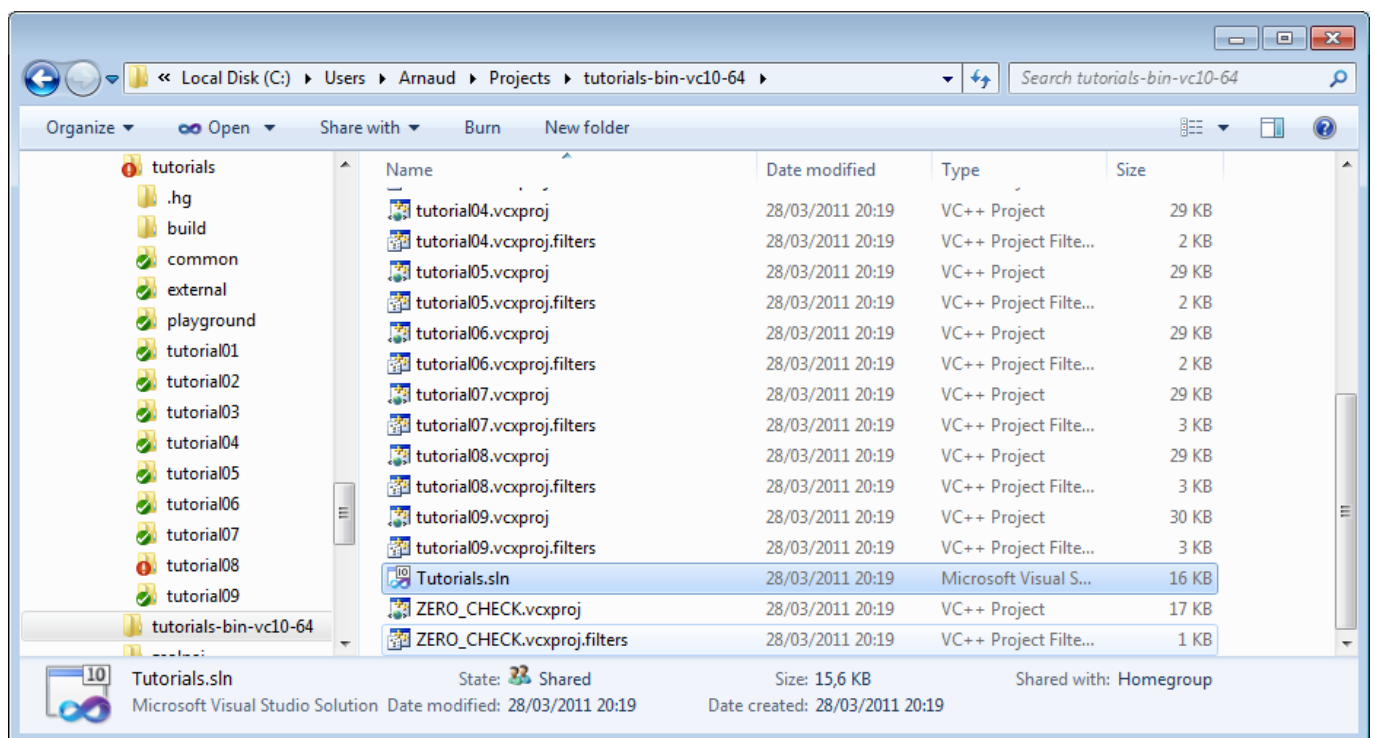 « Local Disk (C:) ▸ Users ▸ Arnaud ▸ Projects ▸ tutorials-bin-vc10-64 ▸ Search tutorials-bin-vc10-64
Organize Open Share with Burn New folder
tutorials
.hg
build
common
external
playground
tutorial01
tutorial02
tutorial03
tutorial04
tutorial05
tutorial06
tutorial07
tutorial08
tutorial09
tutorials-bin-vc10-64
Name Date modified Type Size
tutorial04.vcxproj 28/03/2011 20:19 VC++ Project 29 KB
tutorial04.vcxproj.filters 28/03/2011 20:19 VC++ Project Filte... 2 KB
tutorial05.vcxproj 28/03/2011 20:19 VC++ Project 29 KB
tutorial05.vcxproj.filters 28/03/2011 20:19 VC++ Project Filte... 2 KB
tutorial06.vcxproj 28/03/2011 20:19 VC++ Project 29 KB
tutorial06.vcxproj.filters 28/03/2011 20:19 VC++ Project Filte... 2 KB
tutorial07.vcxproj 28/03/2011 20:19 VC++ Project 29 KB
tutorial07.vcxproj.filters 28/03/2011 20:19 VC++ Project Filte... 3 KB
tutorial08.vcxproj 28/03/2011 20:19 VC++ Project 29 KB
tutorial08.vcxproj.filters 28/03/2011 20:19 VC++ Project Filte... 3 KB
tutorial09.vcxproj 28/03/2011 20:19 VC++ Project 30 KB
tutorial09.vcxproj.filters 28/03/2011 20:19 VC++ Project Filte... 3 KB
Tutorials.sln 28/03/2011 20:19 Microsoft Visual S... 16 KB
ZERO_CHECK.vcxproj 28/03/2011 20:19 VC++ Project 17 KB
ZERO_CHECK.vcxproj.filters 28/03/2011 20:19 VC++ Project Filte... 1 KB
10 Tutorials.sln State: Shared Size: 15,6 KB Shared with: Homegroup
Microsoft Visual Studio Solution Date modified: 28/03/2011 20:19 Date created: 28/03/2011 20:19